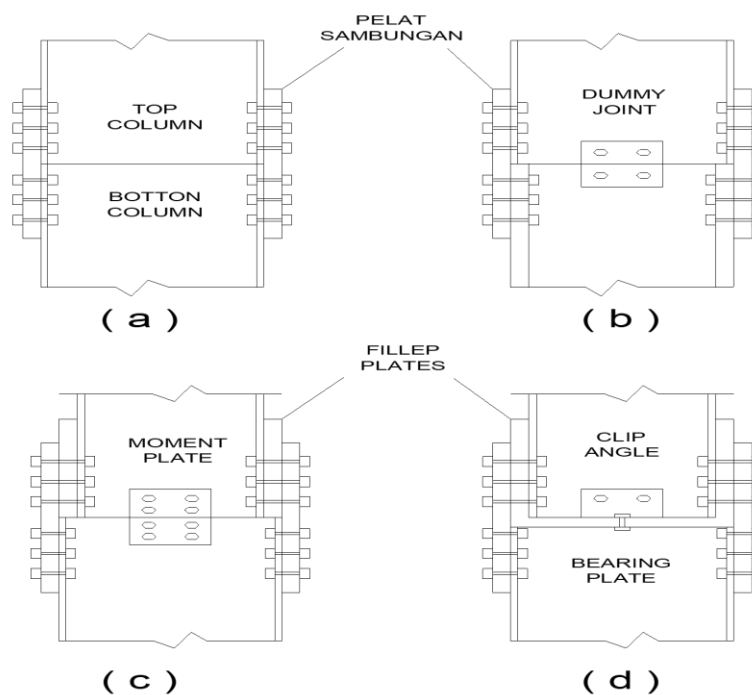 PELAT
SAMBUNGAN
TOP
COLUMN
BOTTON
COLUMN
DUMMY
JOINT
( a )
( b )
FILLEP
PLATES
MOMENT
PLATE
CLIP
ANGLE
BEARING
PLATE
( c )
( d )